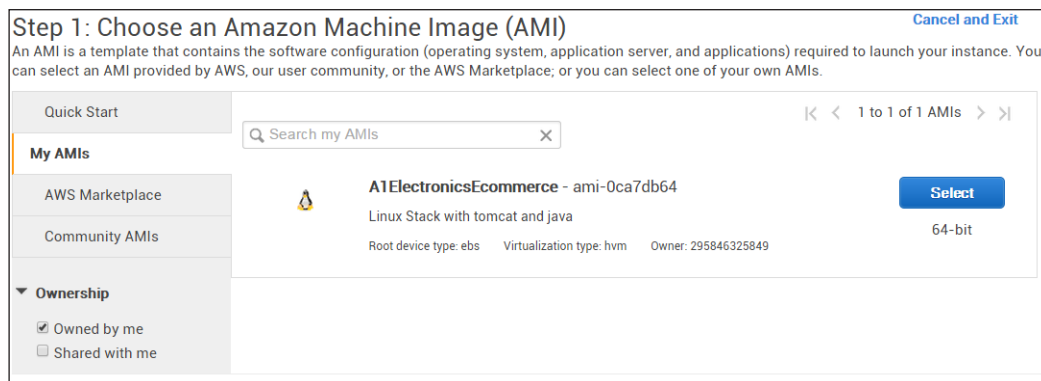 Step 1: Choose an Amazon Machine Image (AMI)
Cancel and Exit
An AMI is a template that contains the software configuration (operating system, application server, and applications) required to launch your instance. You
can select an AMI provided by AWS, our user community, or the AWS Marketplace; or you can select one of your own AMIs.
Quick Start
My AMIs
AWS Marketplace
Community AMIs
Ownership
Owned by me
Shared with me
Search my AMIs
1 to 1 of 1 AMIs
A1ElectronicsEcommerce - ami-0ca7db64
Linux Stack with tomcat and java
Root device type: ebs Virtualization type: hvm Owner: 295846325849
Select
64-bit